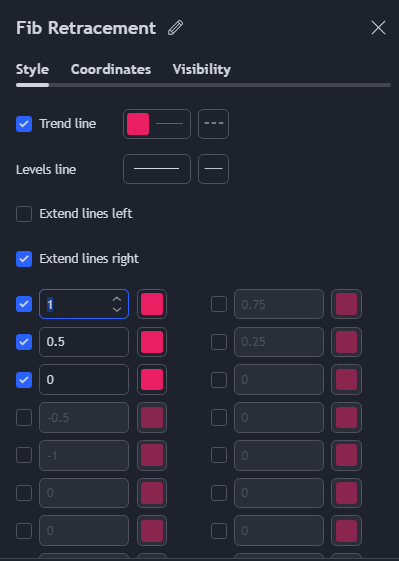 Fib Retracement
Style Coordinates Visibility
Trend line
Levels line
Extend lines left
Extend lines right
1 0.75
0.5 0.25
0 0
-0.5 0
-1 0
0 0
0 0